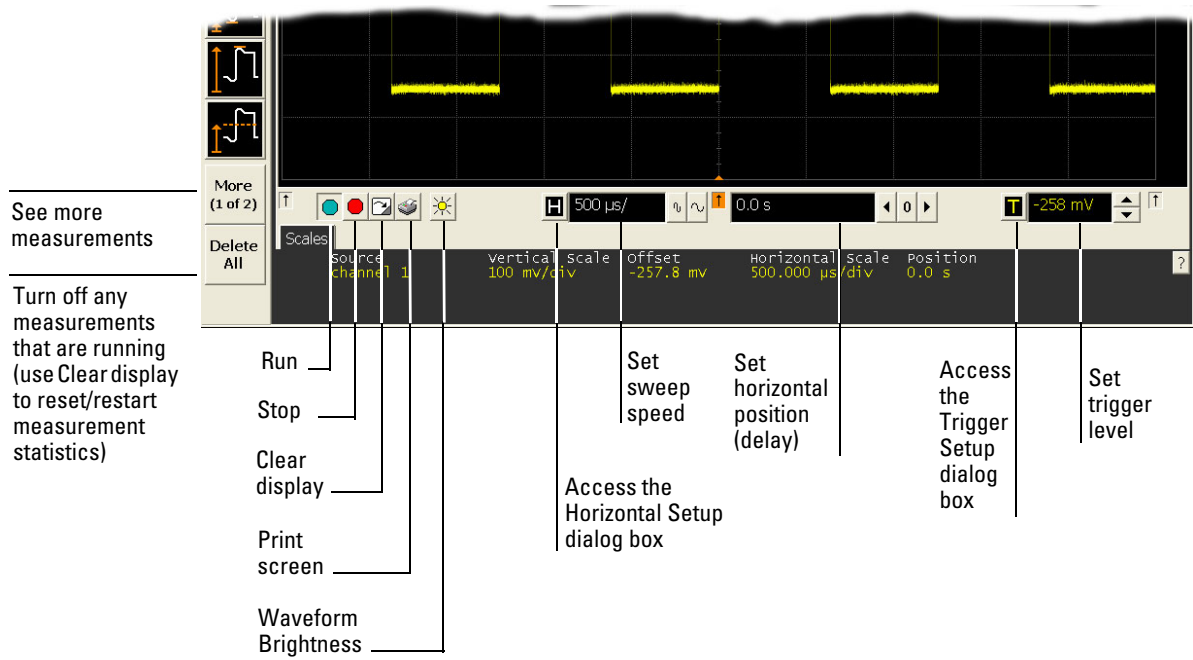 More
(1 of 2)
Delete
All
See more
measurements
Turn off any
measurements
that are running
(use Clear display
to reset/restart
measurement
statistics)
H
500 µs/
0.0 s
0
T
-258 mV
Scales
Source
Vertical Scale
Offset
Horizontal Scale
Position
channel 1
100 mV/div
-257.8 mV
500.000 µs/div
0.0 s
?
Run
Stop
Clear
display
Print
screen
Waveform
Brightness
Access the
Horizontal Setup
dialog box
Set
sweep
speed
Set
horizontal
position
(delay)
Access
the
Trigger
Setup
dialog
box
Set
trigger
level